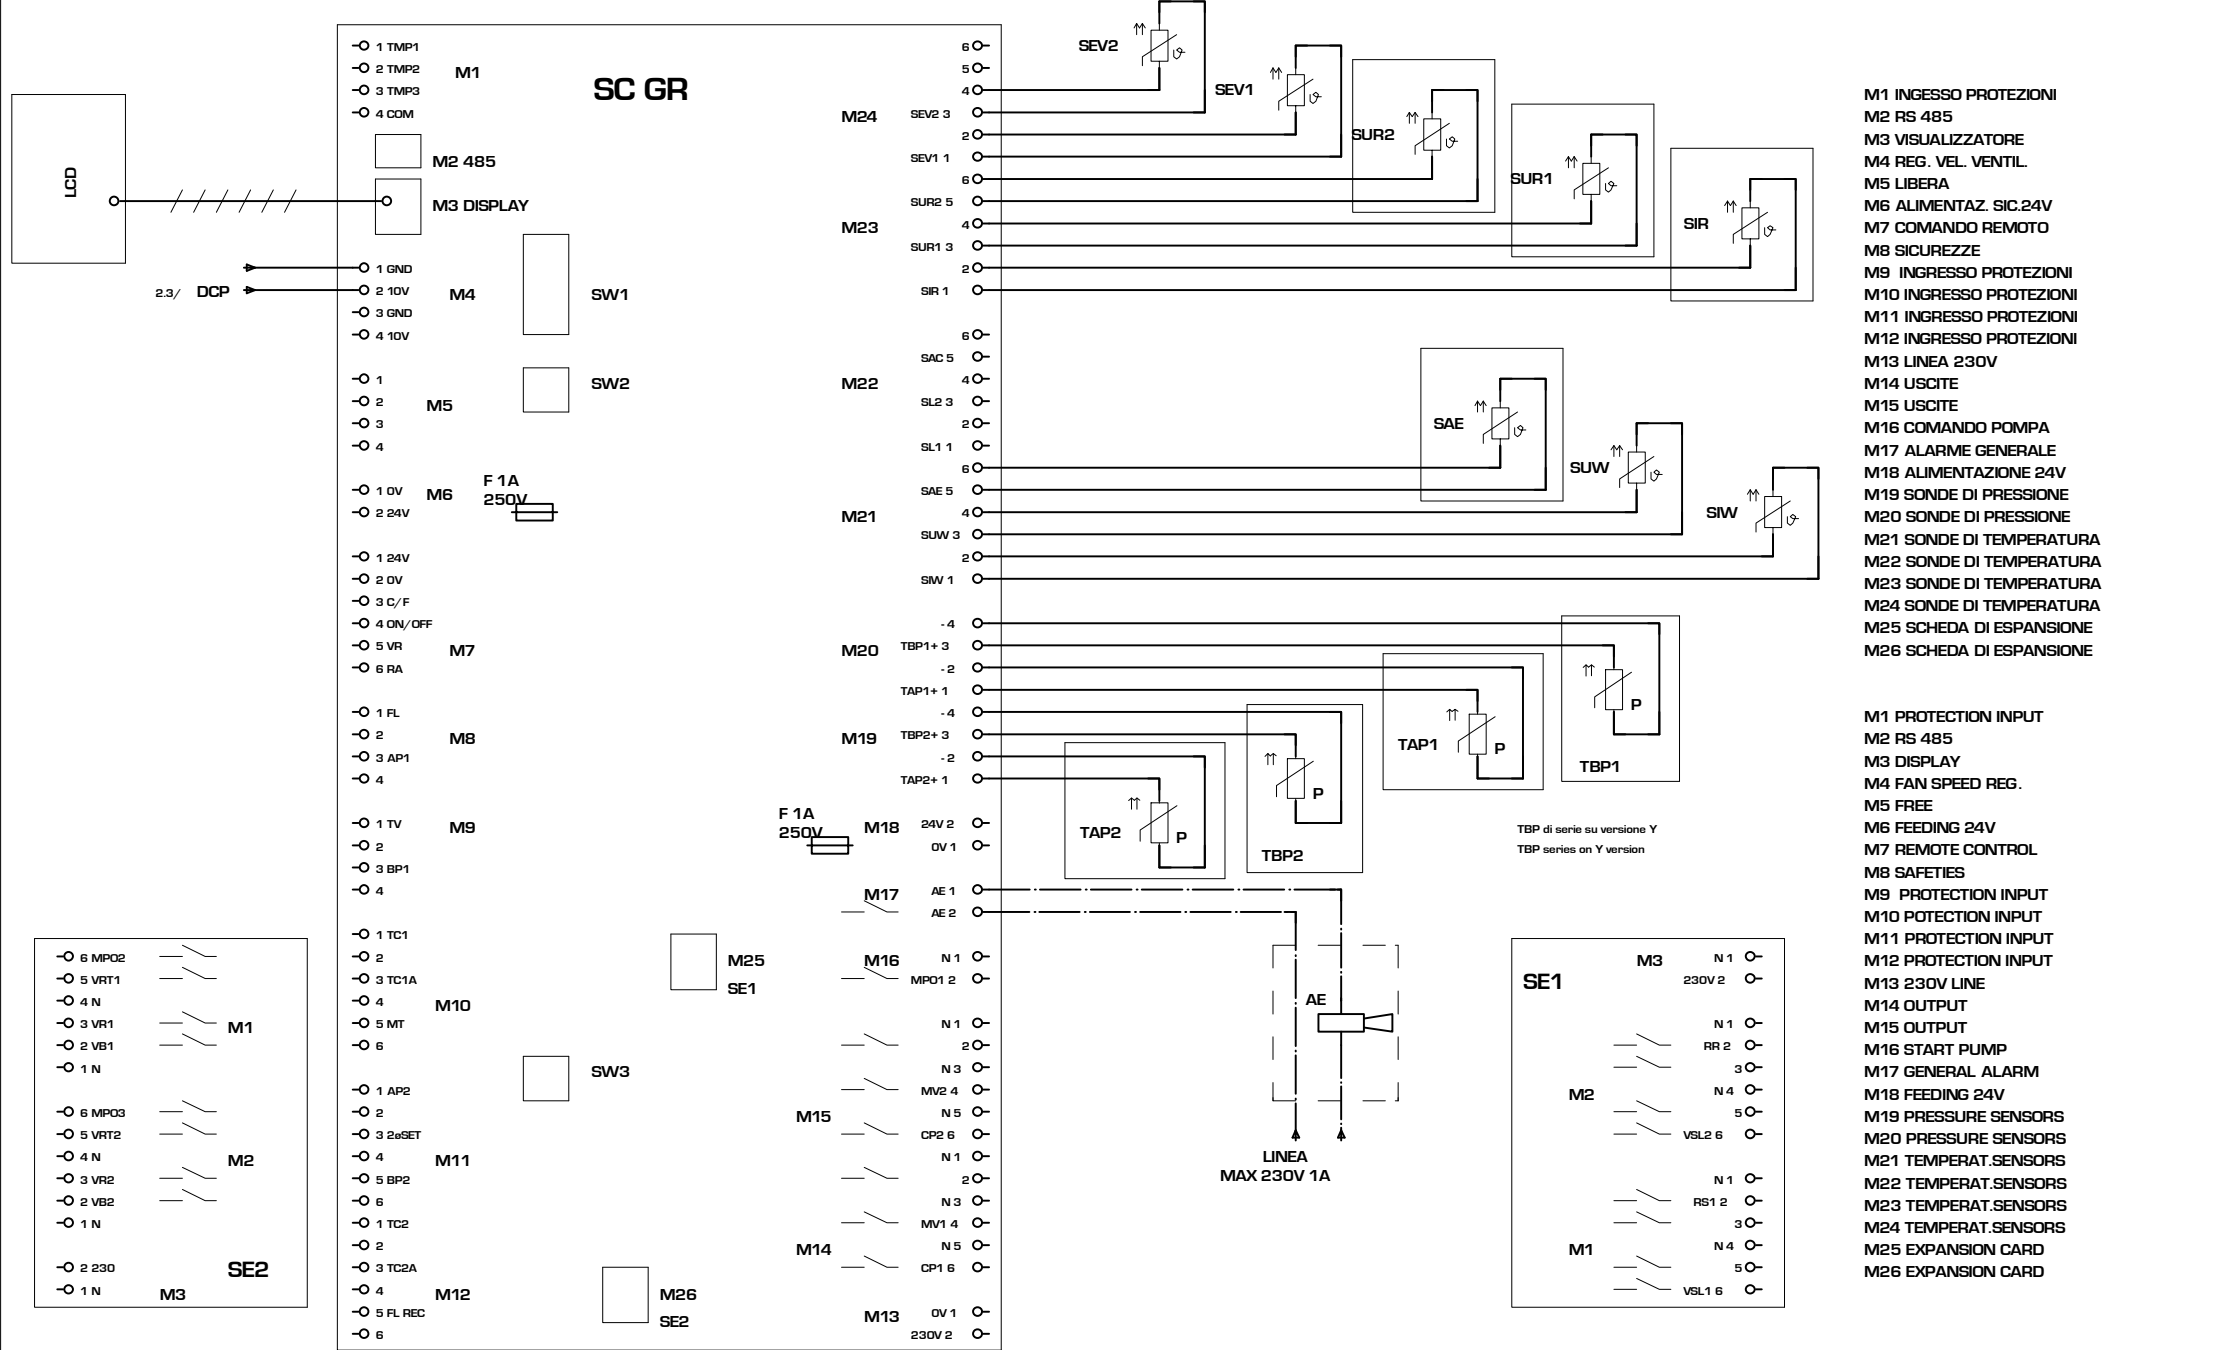 LCD
2.3/ DCP
SC GR
1 TMP1
2 TMP2
3 TMP3
4 COM
M1
M2 485
M3 DISPLAY
1 GND
2 10V
3 GND
4 10V
M4
SW1
SW2
1
2
3
4
M5
1 0V
2 24V
M6
F 1A
250V
1 24V
2 0V
3 C/F
4 ON/OFF
5 VR
6 RA
M7
1 FL
2
3 AP1
4
M8
1 TV
2
3 BP1
4
M9
1 TC1
2
3 TC1A
4
5 MT
6
M10
SW3
1 AP2
2
3 2øSET
4
5 BP2
6
M11
1 TC2
2
3 TC2A
4
5 FL REC
6
M12
M25
SE1
M26
SE2
6
5
4
SEV2 3
2
SEV1 1
M24
6
SUR2 5
4
SUR1 3
2
SIR 1
M23
6
SAC 5
4
SL2 3
2
SL1 1
M22
6
SAE 5
4
SUW 3
2
SIW 1
M21
- 4
TBP1+ 3
- 2
TAP1+ 1
M20
- 4
TBP2+ 3
- 2
TAP2+ 1
M19
F 1A
250V
M18
24V 2
0V 1
M17
AE 1
AE 2
M16
N 1
MPO1 2
N 1
2
N 3
MV2 4
N 5
CP2 6
M15
N 1
2
N 3
MV1 4
N 5
CP1 6
M14
M13
0V 1
230V 2
SEV2
SEV1
SUR2
SUR1
SIR
SAE
SUW
SIW
TBP1
P
TAP1
P
TBP2
P
TAP2
P
TBP di serie su versione Y
TBP series on Y version
AE
LINEA
MAX 230V 1A
6 MPO2
5 VRT1
4 N
3 VR1
2 VB1
1 N
M1
6 MPO3
5 VRT2
4 N
3 VR2
2 VB2
1 N
M2
2 230
1 N
M3
SE2
SE1
M3
N 1
230V 2
N 1
RR 2
3
N 4
5
VSL2 6
M2
N 1
RS1 2
3
N 4
5
VSL1 6
M1
M1 INGESSO PROTEZIONI
M2 RS 485
M3 VISUALIZZATORE
M4 REG. VEL. VENTIL.
M5 LIBERA
M6 ALIMENTAZ. SIC.24V
M7 COMANDO REMOTO
M8 SICUREZZE
M9 INGRESSO PROTEZIONI
M10 INGRESSO PROTEZIONI
M11 INGRESSO PROTEZIONI
M12 INGRESSO PROTEZIONI
M13 LINEA 230V
M14 USCITE
M15 USCITE
M16 COMANDO POMPA
M17 ALARME GENERALE
M18 ALIMENTAZIONE 24V
M19 SONDE DI PRESSIONE
M20 SONDE DI PRESSIONE
M21 SONDE DI TEMPERATURA
M22 SONDE DI TEMPERATURA
M23 SONDE DI TEMPERATURA
M24 SONDE DI TEMPERATURA
M25 SCHEDA DI ESPANSIONE
M26 SCHEDA DI ESPANSIONE
M1 PROTECTION INPUT
M2 RS 485
M3 DISPLAY
M4 FAN SPEED REG.
M5 FREE
M6 FEEDING 24V
M7 REMOTE CONTROL
M8 SAFETIES
M9 PROTECTION INPUT
M10 POTECTION INPUT
M11 PROTECTION INPUT
M12 PROTECTION INPUT
M13 230V LINE
M14 OUTPUT
M15 OUTPUT
M16 START PUMP
M17 GENERAL ALARM
M18 FEEDING 24V
M19 PRESSURE SENSORS
M20 PRESSURE SENSORS
M21 TEMPERAT.SENSORS
M22 TEMPERAT.SENSORS
M23 TEMPERAT.SENSORS
M24 TEMPERAT.SENSORS
M25 EXPANSION CARD
M26 EXPANSION CARD